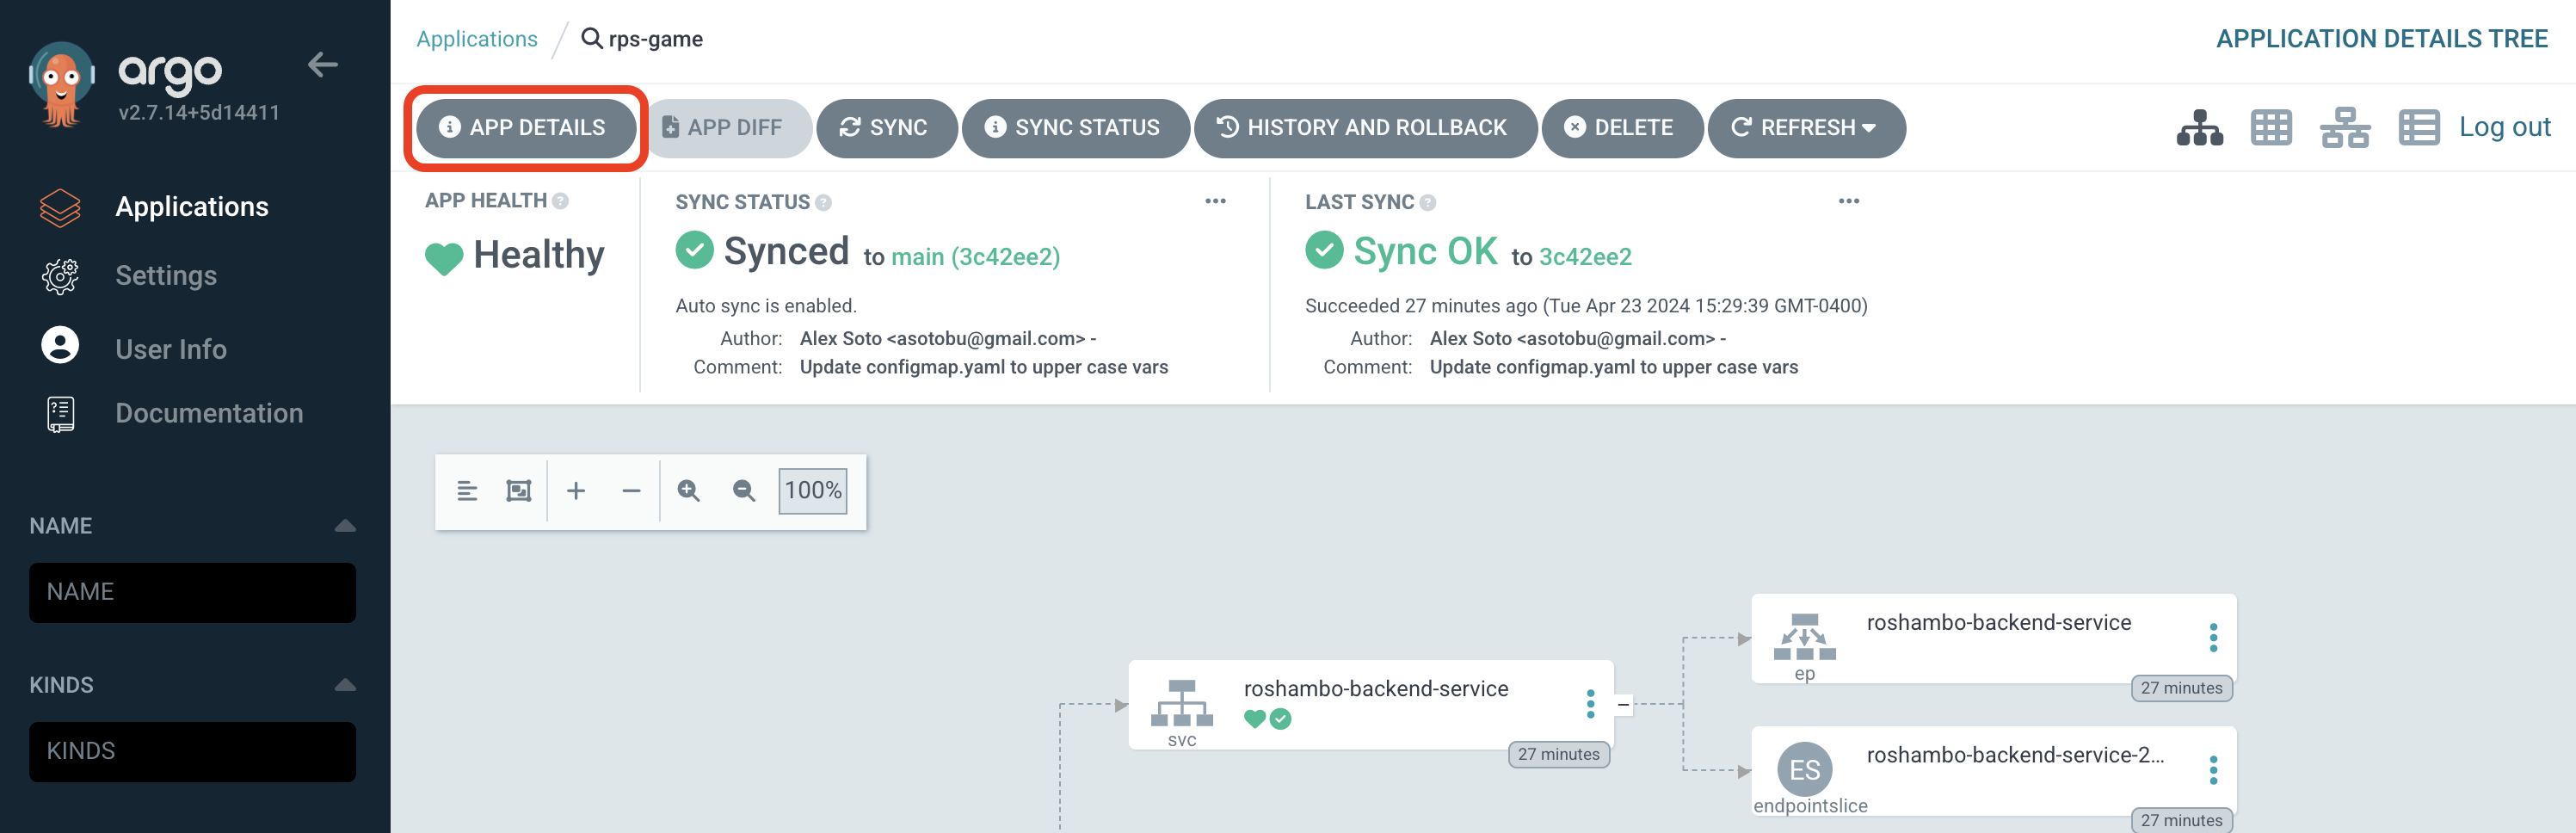 argo
v2.7.14+5d14411
Applications
Settings
User Info
Documentation
NAME
NAME
KINDS
KINDS
Applications / rps-game
APPLICATION DETAILS TREE
APP DETAILS APP DIFF SYNC SYNC STATUS HISTORY AND ROLLBACK DELETE REFRESH Log out
APP HEALTH ?
Healthy
SYNC STATUS ? ...
Synced to main (3c42ee2)
Auto sync is enabled.
Author: Alex Soto <asotobu@gmail.com> -
Comment: Update configmap.yaml to upper case vars
LAST SYNC ? ...
Sync OK to 3c42ee2
Succeeded 27 minutes ago (Tue Apr 23 2024 15:29:39 GMT-0400)
Author: Alex Soto <asotobu@gmail.com> -
Comment: Update configmap.yaml to upper case vars
100%
roshambo-backend-service
svc
27 minutes
roshambo-backend-service
ep
27 minutes
ES
roshambo-backend-service-2...
endpointslice
27 minutes